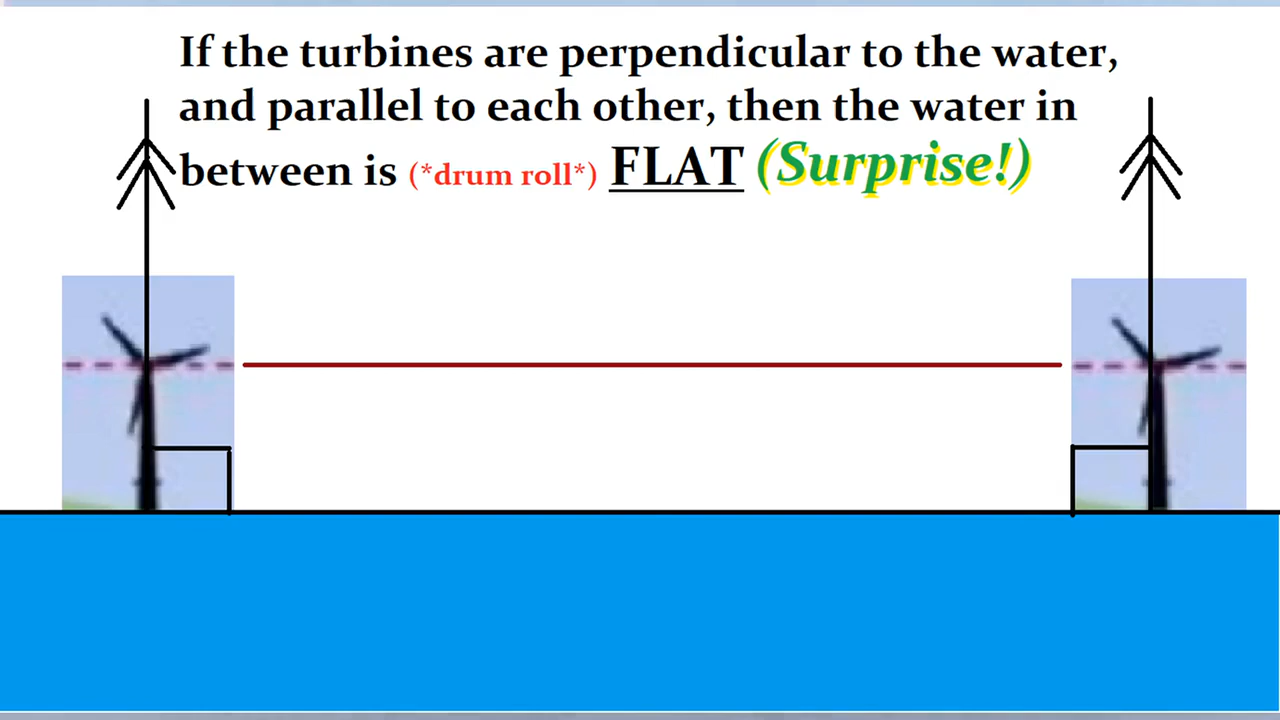 If the turbines are perpendicular to the water,
and parallel to each other, then the water in
between is (*drum roll*) FLAT (Surprise!)